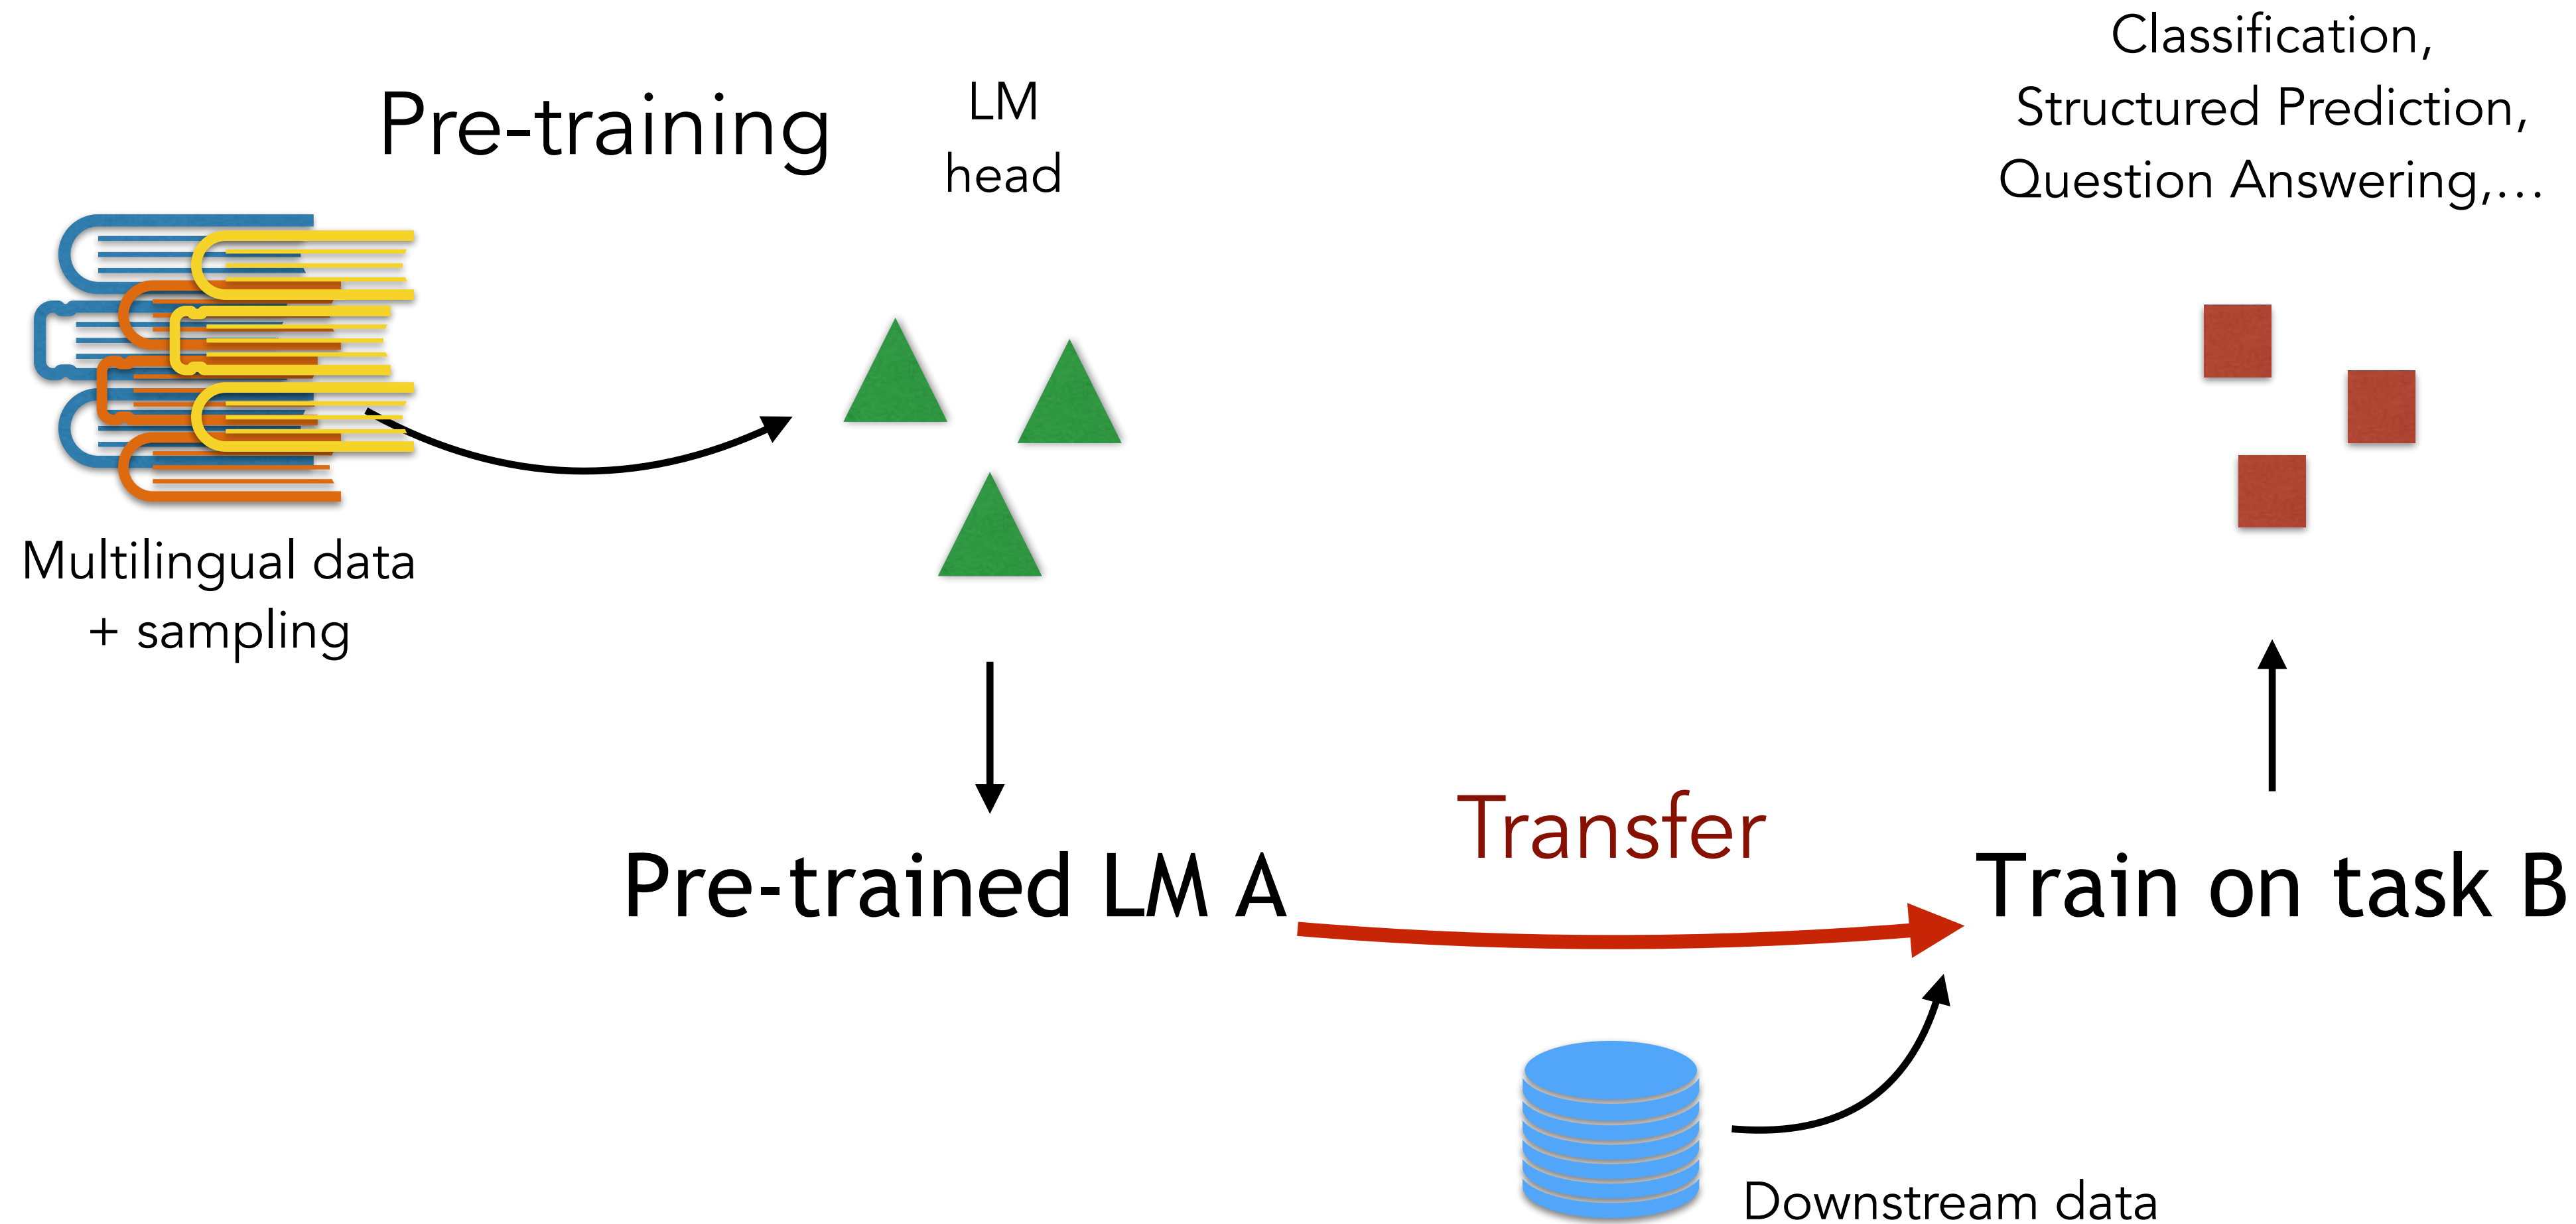 Pre-training
LM
head
Classification,
Structured Prediction,
Question Answering,...
Multilingual data
+ sampling
Pre-trained LM A
Transfer
Train on task B
Downstream data